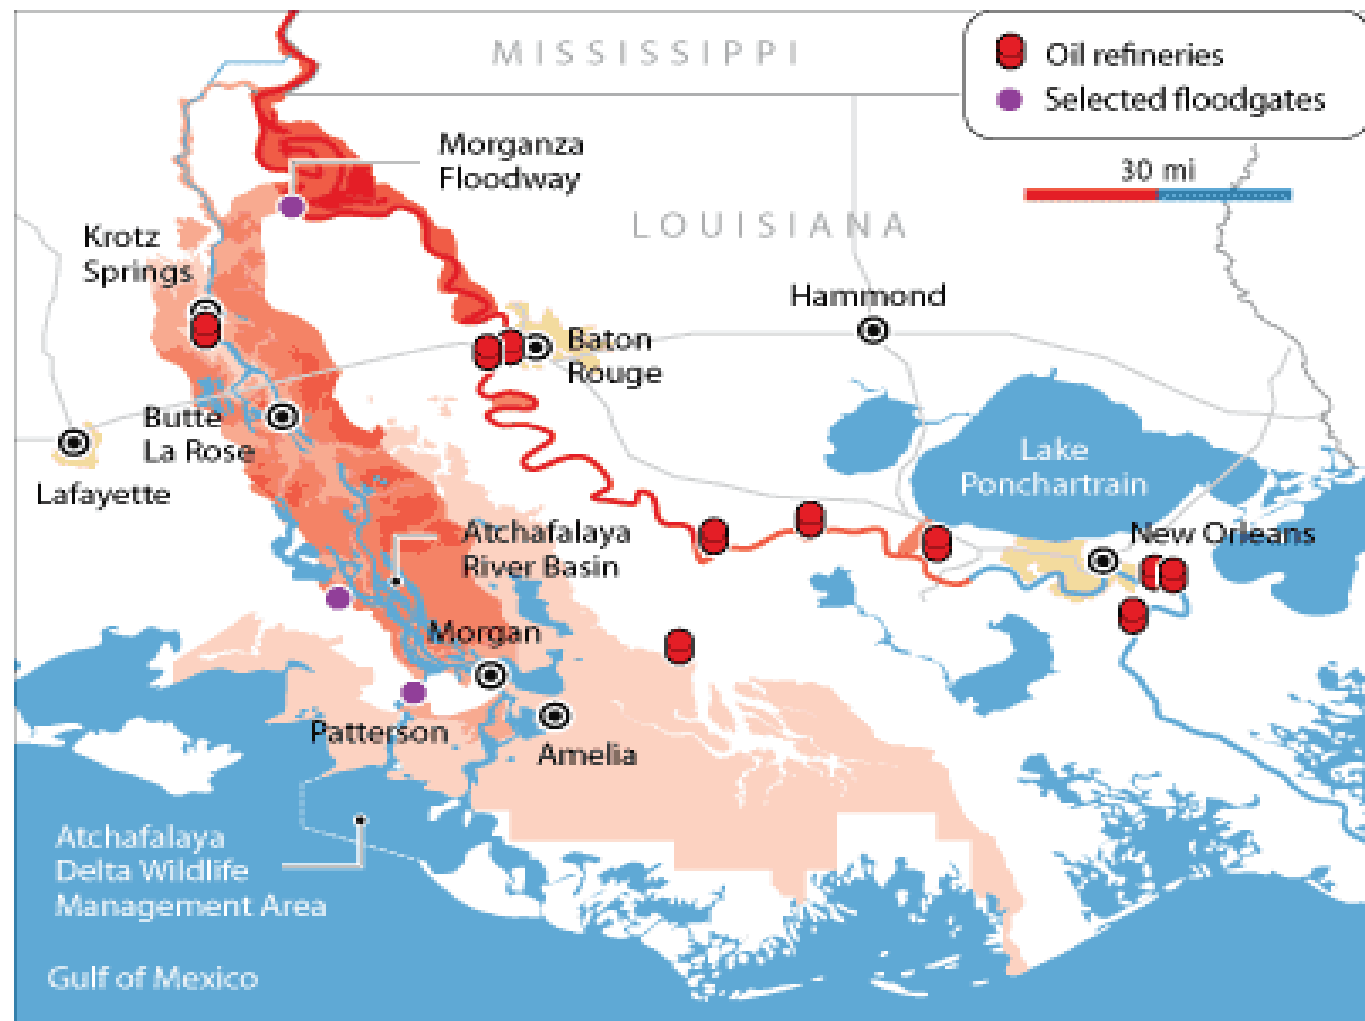 MISSISSIPPI
Oil refineries
Selected floodgates
30 mi
Morganza
Floodway
LOUISIANA
Krotz
Springs
Hammond
Baton
Rouge
Butte
La Rose
Lafayette
Lake
Ponchartrain
New Orleans
Atchafalaya
River Basin
Morgan
Patterson
Amelia
Atchafalaya
Delta Wildlife
Management Area
Gulf of Mexico